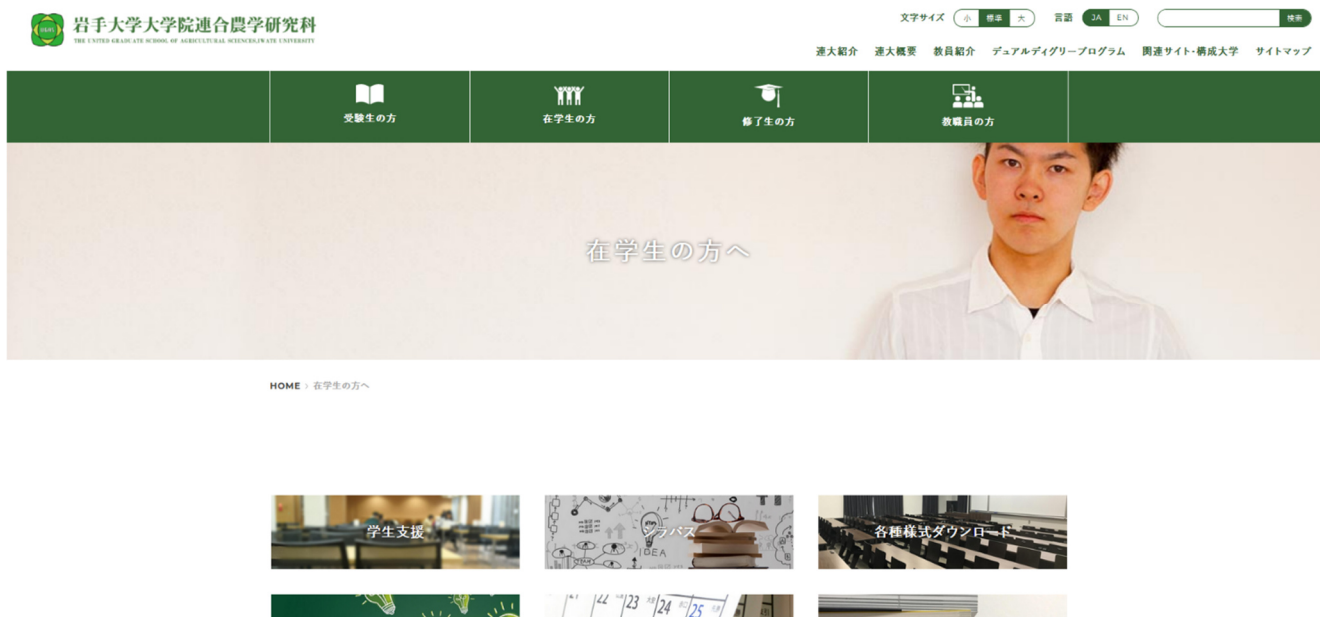 岩手大学大学院連合農学研究科
THE UNITED GRADUATE SCHOOL OF AGRICULTURAL SCIENCES,IWATE UNIVERSITY
文字サイズ 小 標準 大 言語 JA EN 検索
連大紹介 連大概要 教員紹介 デュアルディグリープログラム 関連サイト・構成大学 サイトマップ
受験生の方 在学生の方 修了生の方 教職員の方
在学生の方へ
HOME > 在学生の方へ
学生支援 シラバス 各種様式ダウンロード
IDEA
22 23 24 25